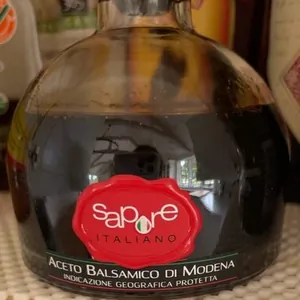 sapore
ITALIANO
ACETO BALSAMICO DI MODENA
INDICAZIONE GEOGRAFICA PROTETTA